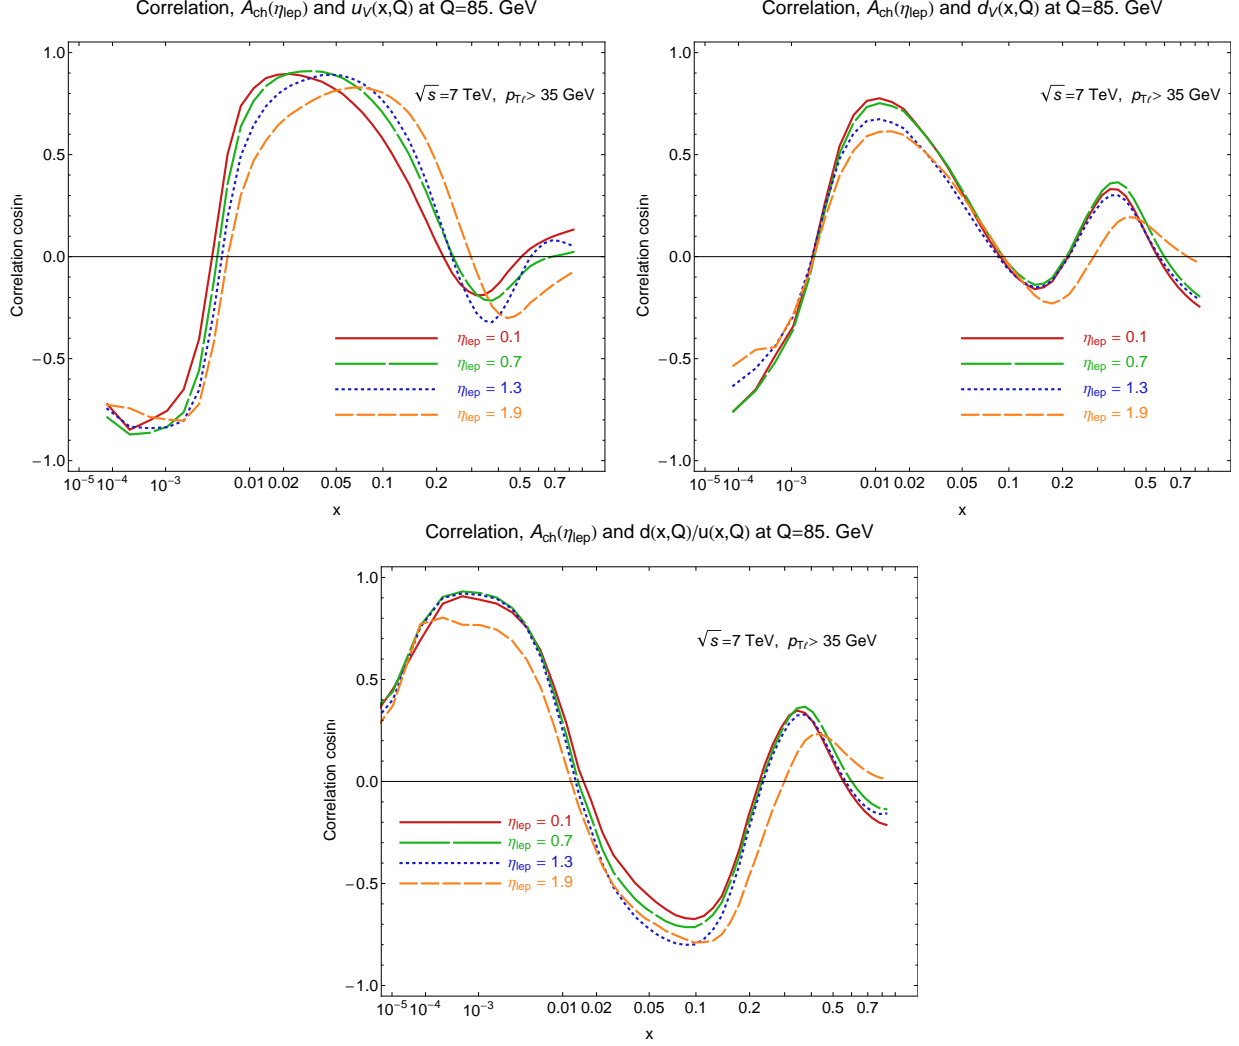 Correlation, A_ch(η_lep) and u_V(x,Q) at Q=85. GeV
1.0
0.5
0.0
−0.5
−1.0
Correlation cosin
√s=7 TeV, p_Tℓ> 35 GeV
η_lep = 0.1
η_lep = 0.7
η_lep = 1.3
η_lep = 1.9
10^−5 10^−4 10^−3 0.01 0.02 0.05 0.1 0.2 0.5 0.7
x
Correlation, A_ch(η_lep) and d_V(x,Q) at Q=85. GeV
1.0
0.5
0.0
−0.5
−1.0
Correlation cosin
√s=7 TeV, p_Tℓ> 35 GeV
η_lep = 0.1
η_lep = 0.7
η_lep = 1.3
η_lep = 1.9
10^−5 10^−4 10^−3 0.01 0.02 0.05 0.1 0.2 0.5 0.7
x
Correlation, A_ch(η_lep) and d(x,Q)/u(x,Q) at Q=85. GeV
1.0
0.5
0.0
−0.5
−1.0
Correlation cosin
√s=7 TeV, p_Tℓ> 35 GeV
η_lep = 0.1
η_lep = 0.7
η_lep = 1.3
η_lep = 1.9
10^−5 10^−4 10^−3 0.01 0.02 0.05 0.1 0.2 0.5 0.7
x